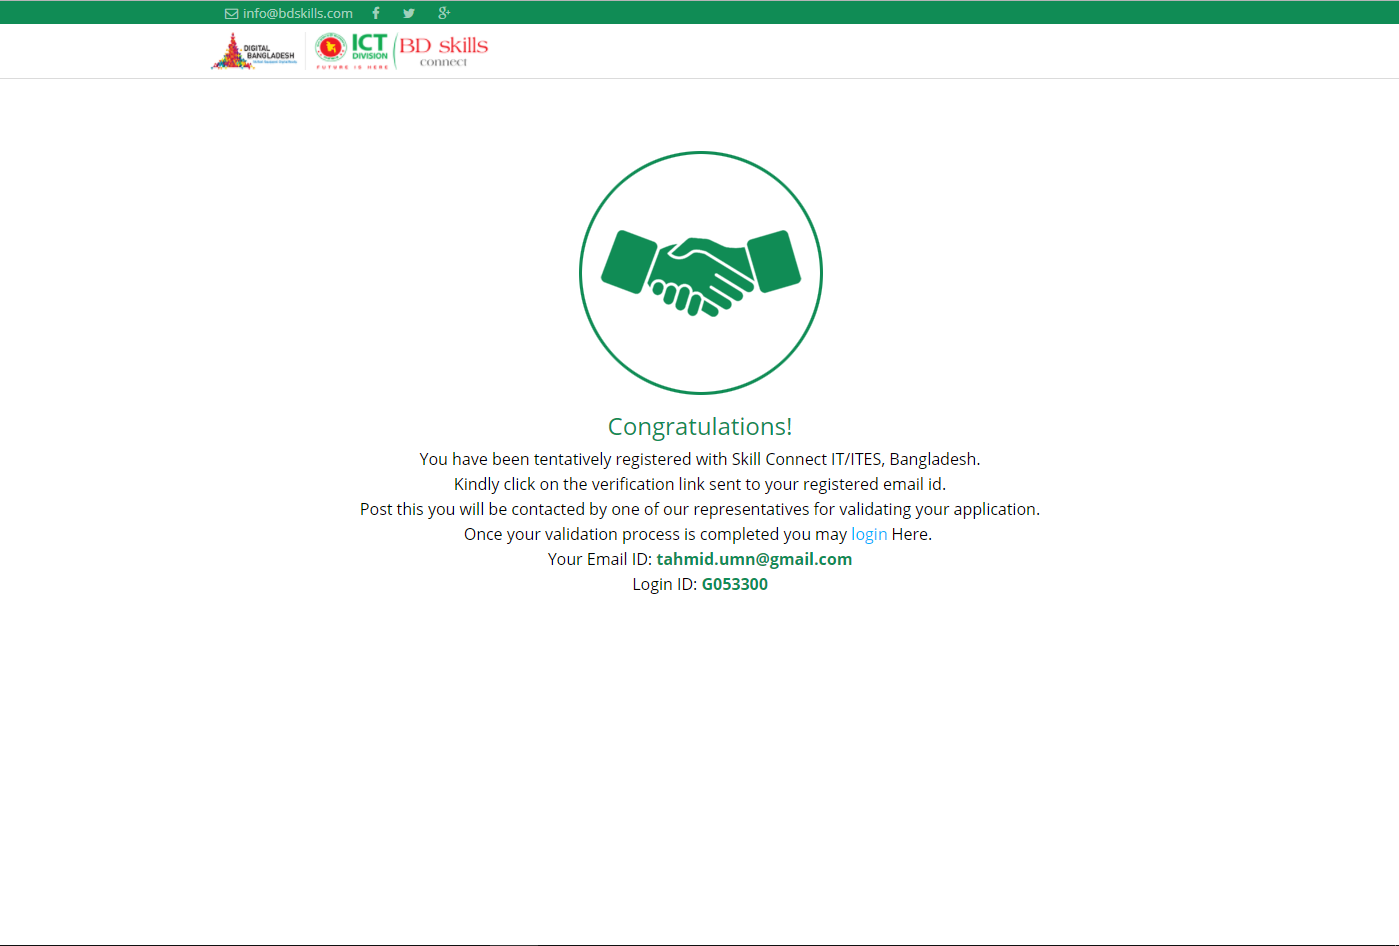 info@bdskills.com
DIGITAL
BANGLADESH
ICT
DIVISION
FUTURE IS HERE
BD skills
connect
Congratulations!
You have been tentatively registered with Skill Connect IT/ITES, Bangladesh.
Kindly click on the verification link sent to your registered email id.
Post this you will be contacted by one of our representatives for validating your application.
Once your validation process is completed you may login Here.
Your Email ID: tahmid.umn@gmail.com
Login ID: G053300